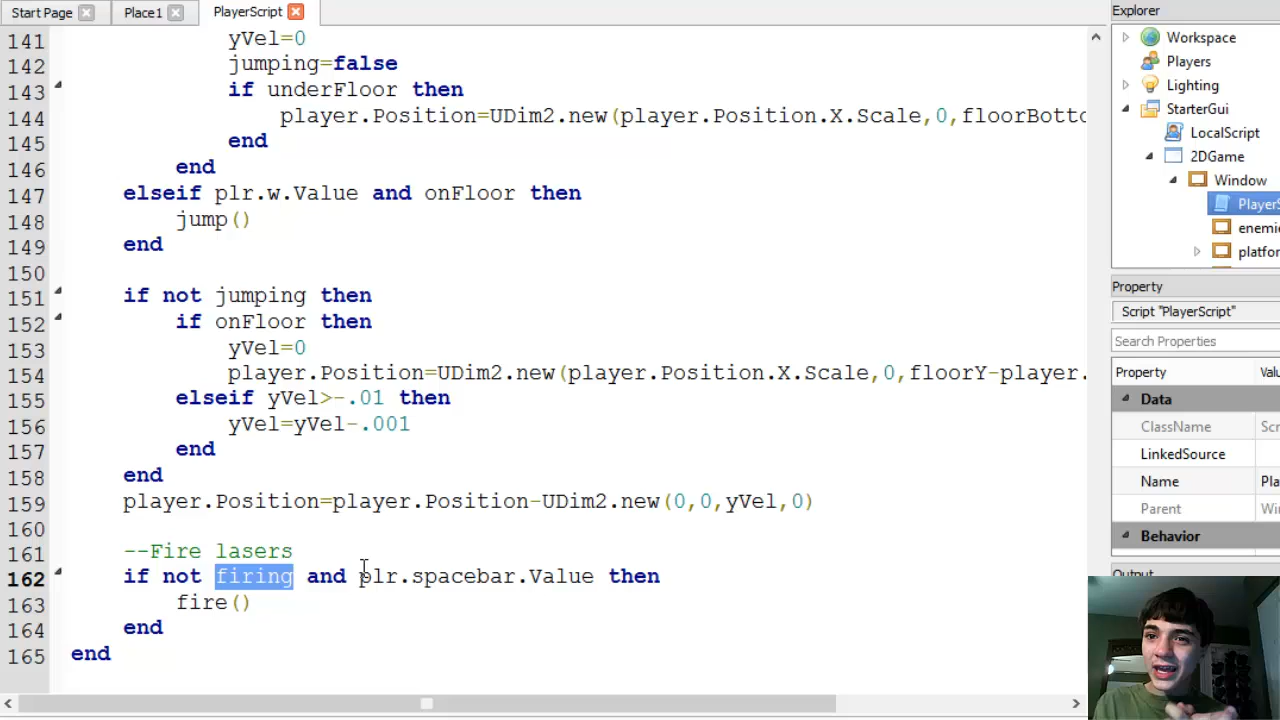 Start Page
Place1
PlayerScript
141 yVel=0
142 jumping=false
143 if underFloor then
144 player.Position=UDim2.new(player.Position.X.Scale,0,floorBotto
145 end
146 end
147 elseif plr.w.Value and onFloor then
148 jump()
149 end
150
151 if not jumping then
152 if onFloor then
153 yVel=0
154 player.Position=UDim2.new(player.Position.X.Scale,0,floorY-player.
155 elseif yVel>-.01 then
156 yVel=yVel-.001
157 end
158 end
159 player.Position=player.Position-UDim2.new(0,0,yVel,0)
160
161 --Fire lasers
162 if not firing and plr.spacebar.Value then
163 fire()
164 end
165 end
Explorer
Workspace
Players
Lighting
StarterGui
LocalScript
2DGame
Window
PlayerS
enemie
platfor
Property
Script "PlayerScript"
Search Properties
Property Valu
Data
ClassName Scr
LinkedSource
Name Pla
Parent Wi
Behavior